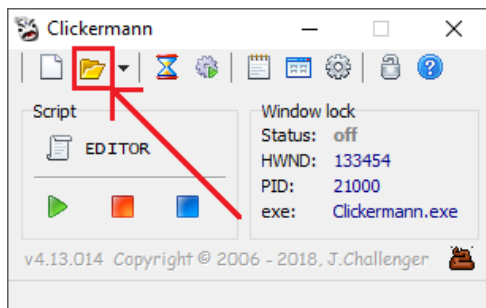 Clickermann
Script
EDITOR
Window lock
Status: off
HWND: 133454
PID: 21000
exe: Clickermann.exe
v4.13.014 Copyright © 2006 - 2018, J.Challenger